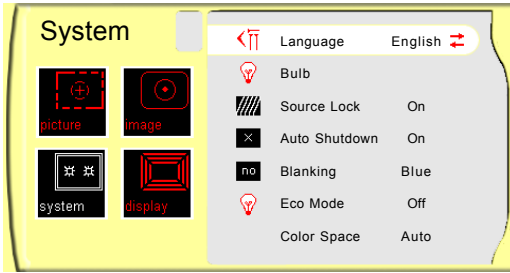 System
picture
image
system
display
Language English
Bulb
Source Lock On
Auto Shutdown On
no Blanking Blue
Eco Mode Off
Color Space Auto